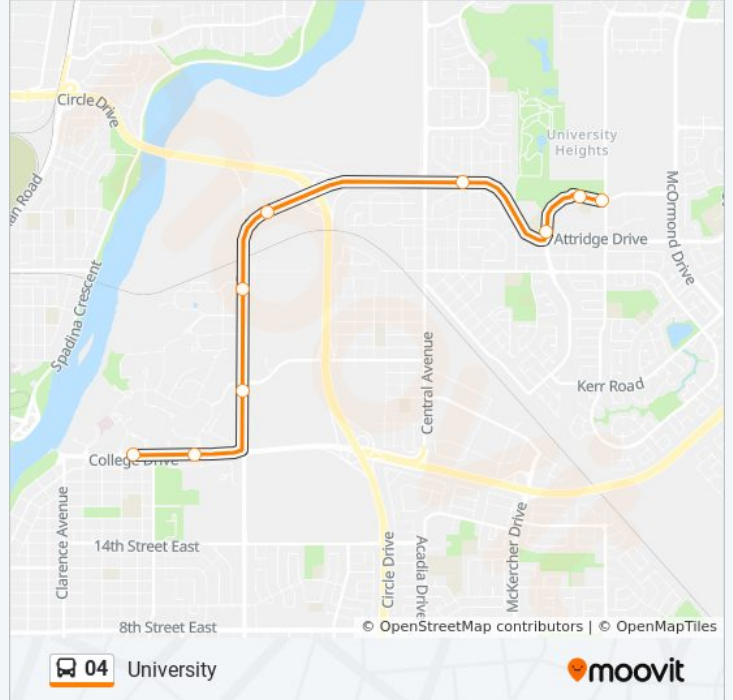 Circle Drive
University
Heights
an Road
McOrmond Drive
Attridge Drive
Spadina Crescent
Central Avenue
Kerr Road
College Drive
Clarence Avenue
14th Street East
Circle Drive
Acadia Drive
McKercher Drive
8th Street East
© OpenStreetMap contributors | © OpenMapTiles
04 University
moovit